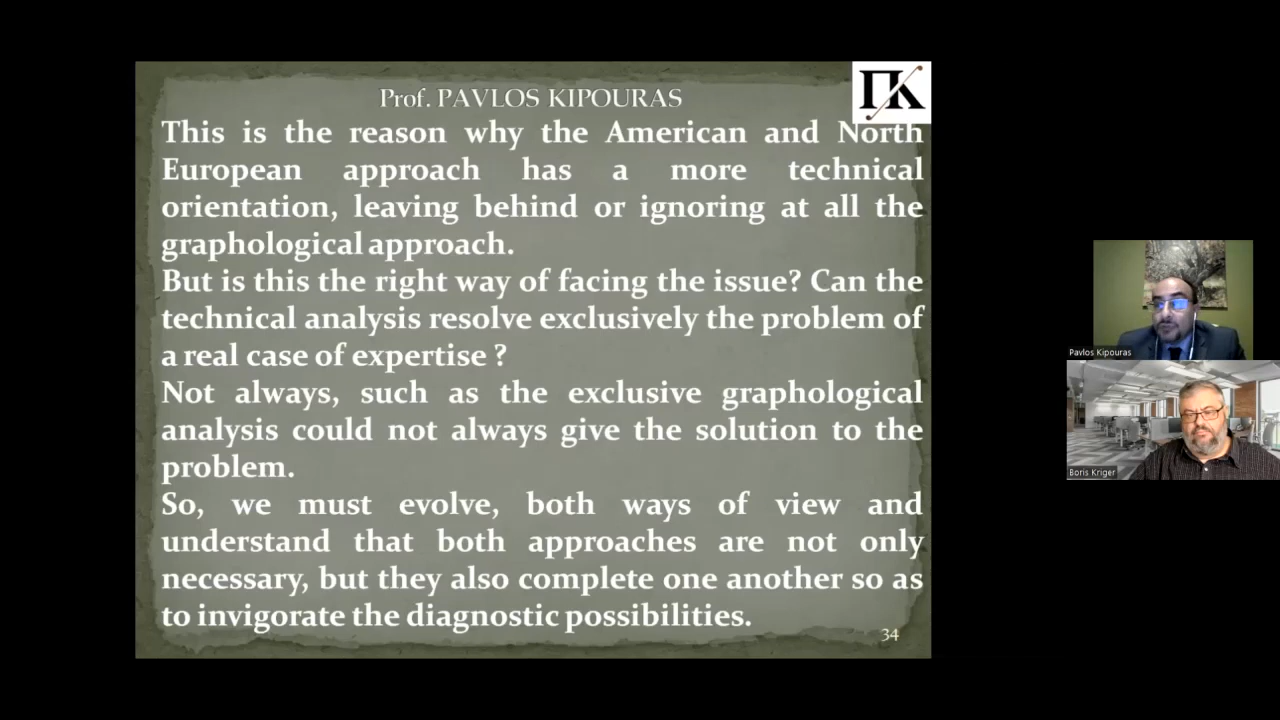 Prof. PAVLOS KIPOURAS
ΠΚ
This is the reason why the American and North
European approach has a more technical
orientation, leaving behind or ignoring at all the
graphological approach.
But is this the right way of facing the issue? Can the
technical analysis resolve exclusively the problem of
a real case of expertise ?
Not always, such as the exclusive graphological
analysis could not always give the solution to the
problem.
So, we must evolve, both ways of view and
understand that both approaches are not only
necessary, but they also complete one another so as
to invigorate the diagnostic possibilities.
34
Pavlos Kipouras
Boris Kriger